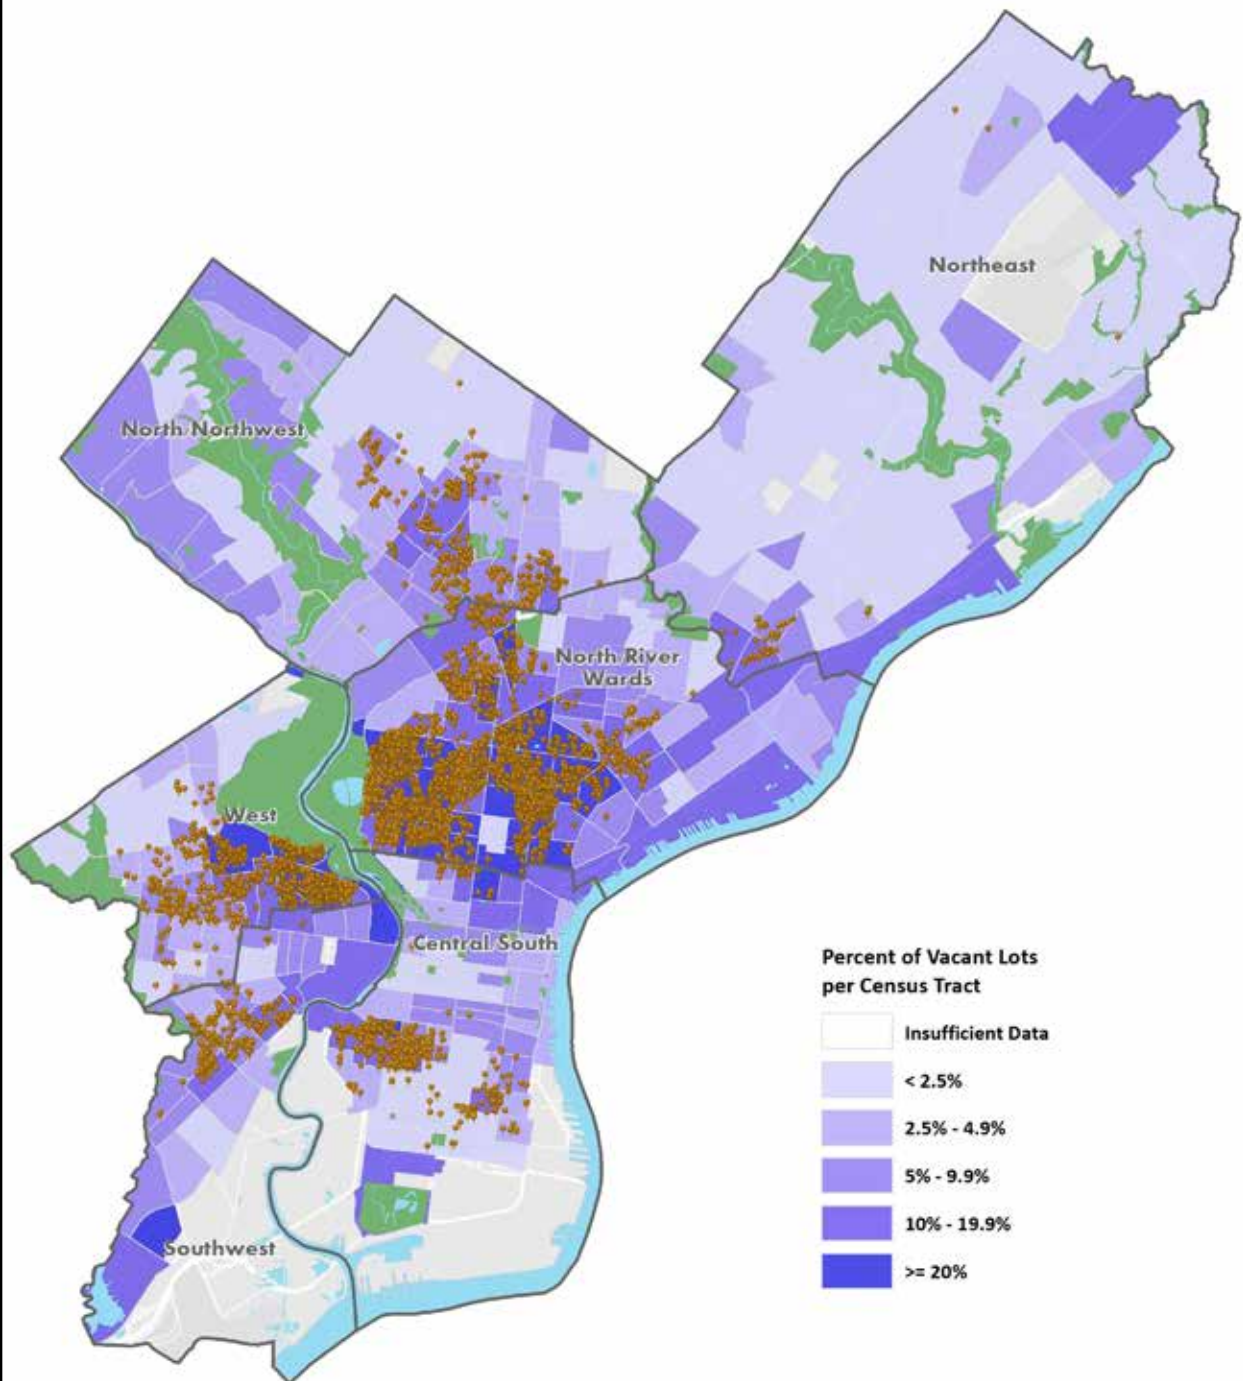 Northeast
North Northwest
North River
Wards
West
Central South
Southwest
Percent of Vacant Lots
per Census Tract
Insufficient Data
< 2.5%
2.5% - 4.9%
5% - 9.9%
10% - 19.9%
>= 20%